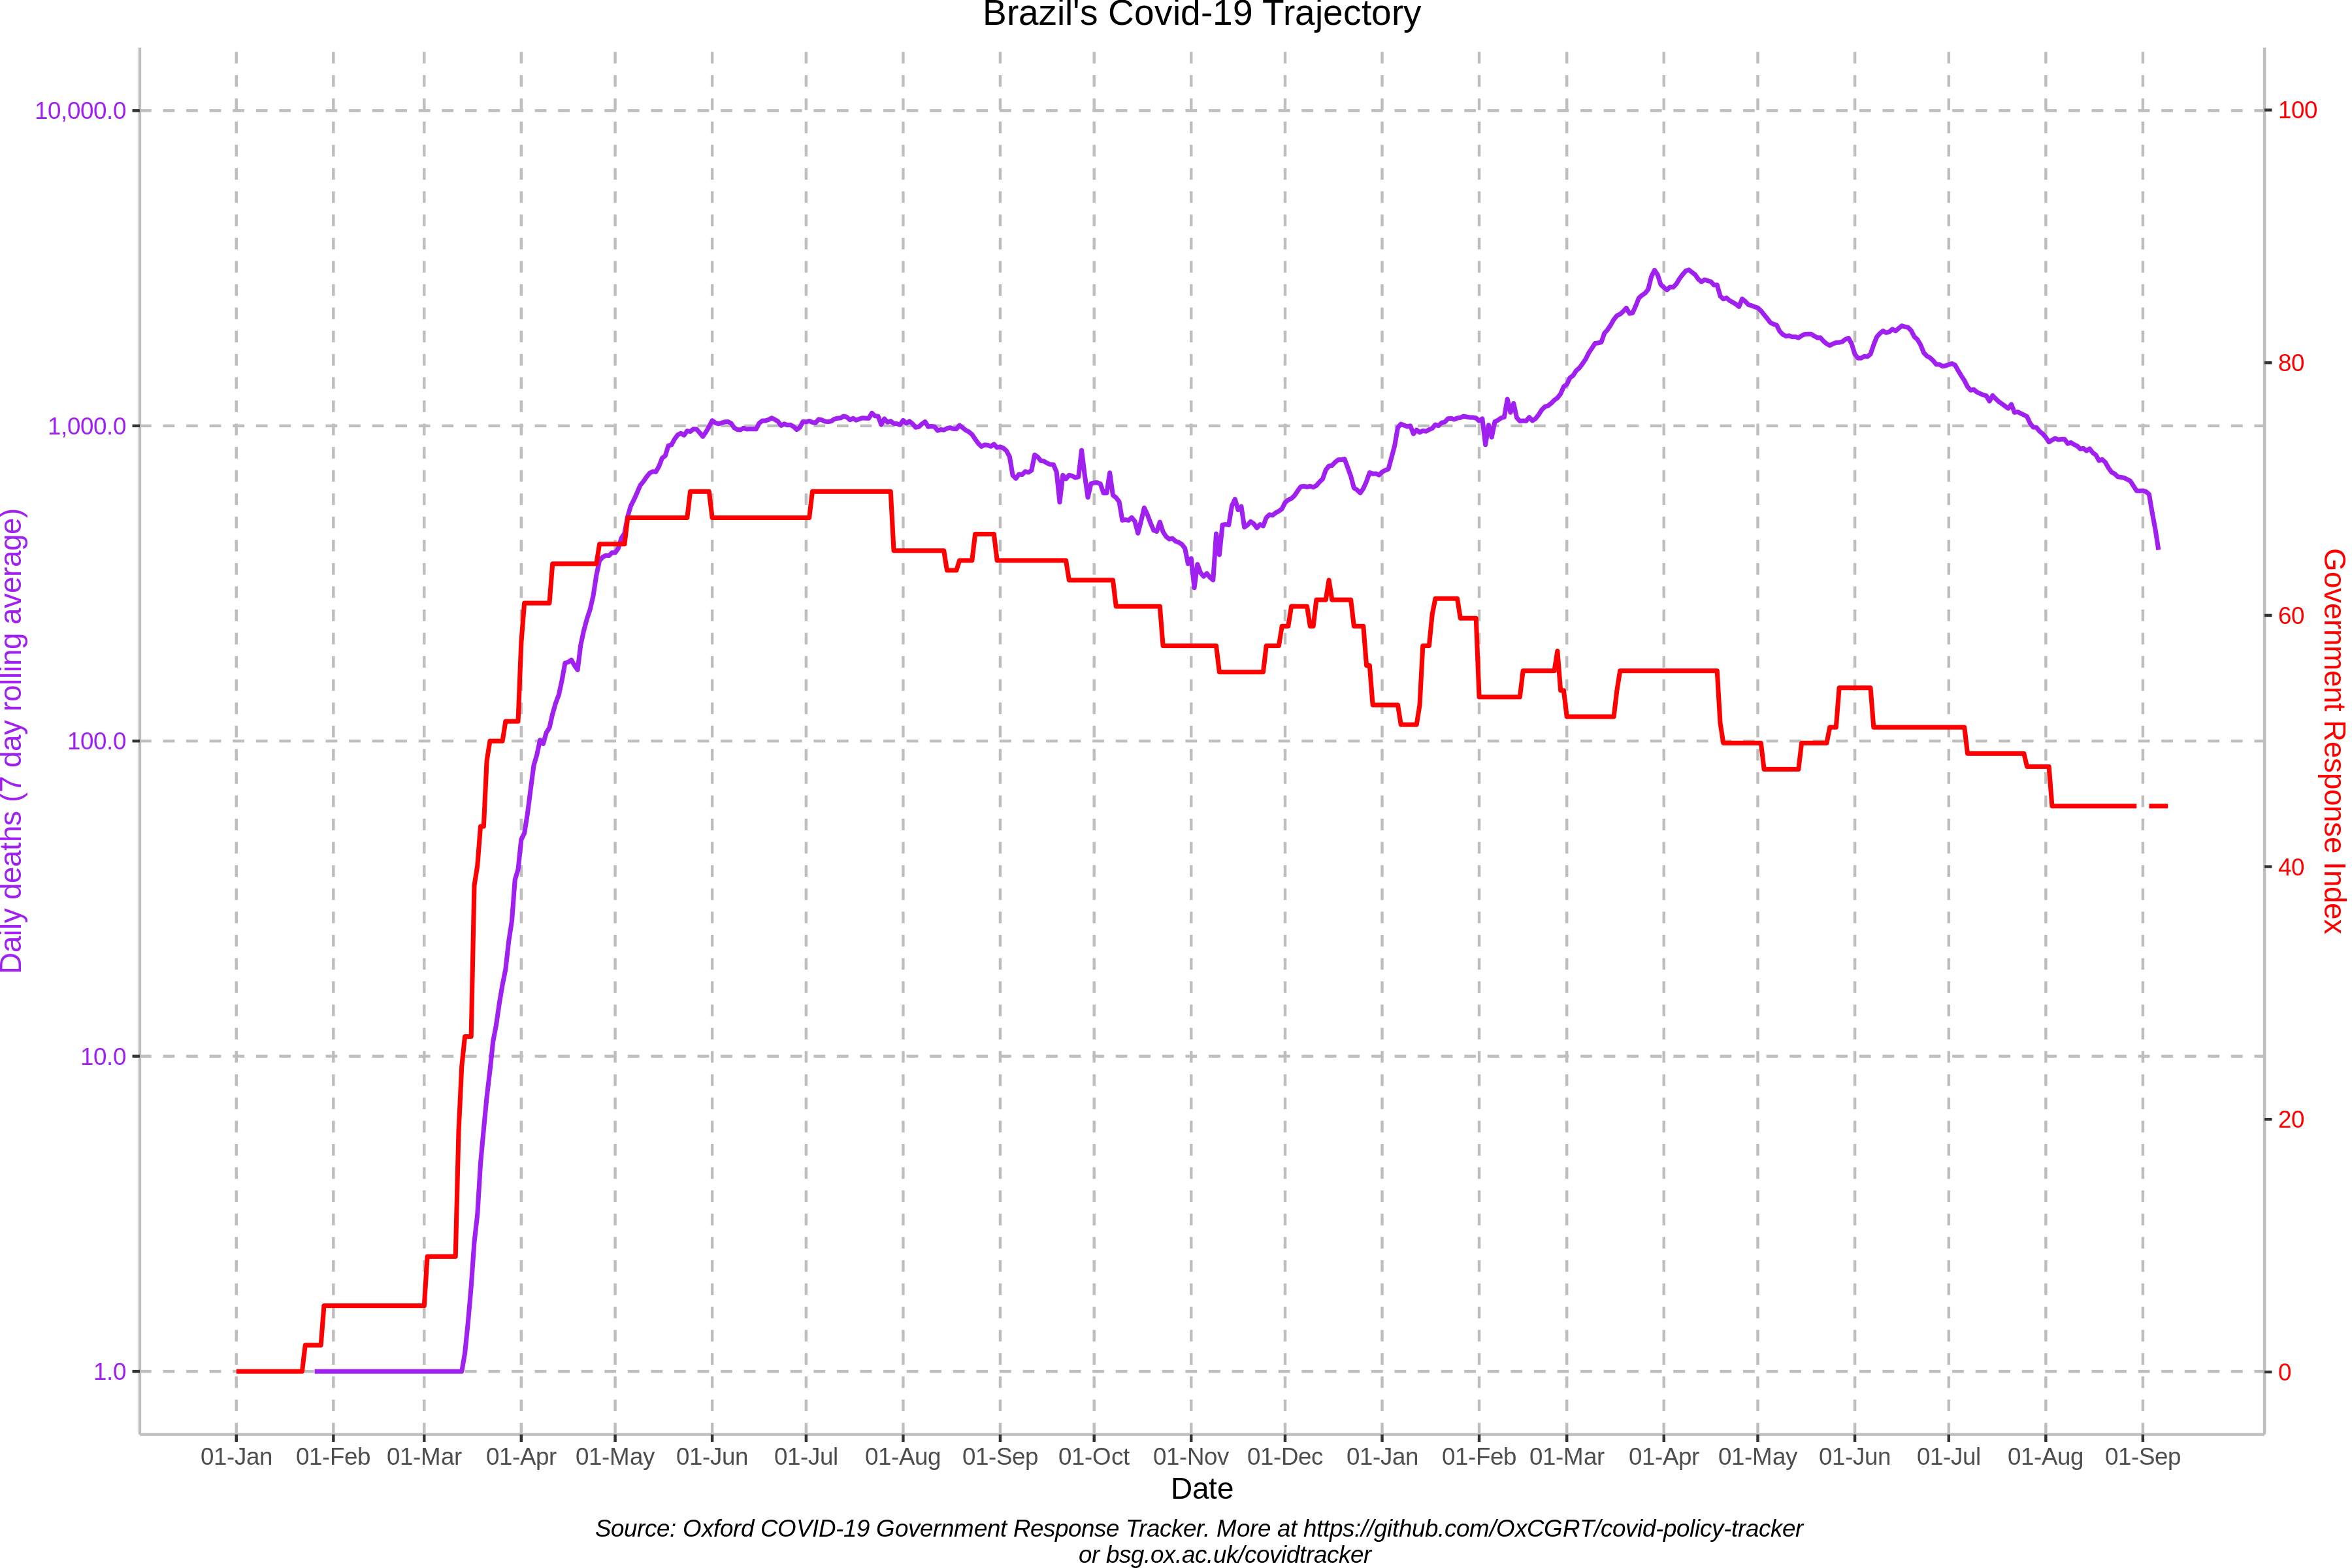 Brazil's Covid-19 Trajectory
10,000.0
1,000.0
100.0
10.0
1.0
Daily deaths (7 day rolling average)
100
80
60
40
20
0
Government Response Index
01-Jan 01-Feb 01-Mar 01-Apr 01-May 01-Jun 01-Jul 01-Aug 01-Sep 01-Oct 01-Nov 01-Dec 01-Jan 01-Feb 01-Mar 01-Apr 01-May 01-Jun 01-Jul 01-Aug 01-Sep
Date
Source: Oxford COVID-19 Government Response Tracker. More at https://github.com/OxCGRT/covid-policy-tracker
or bsg.ox.ac.uk/covidtracker